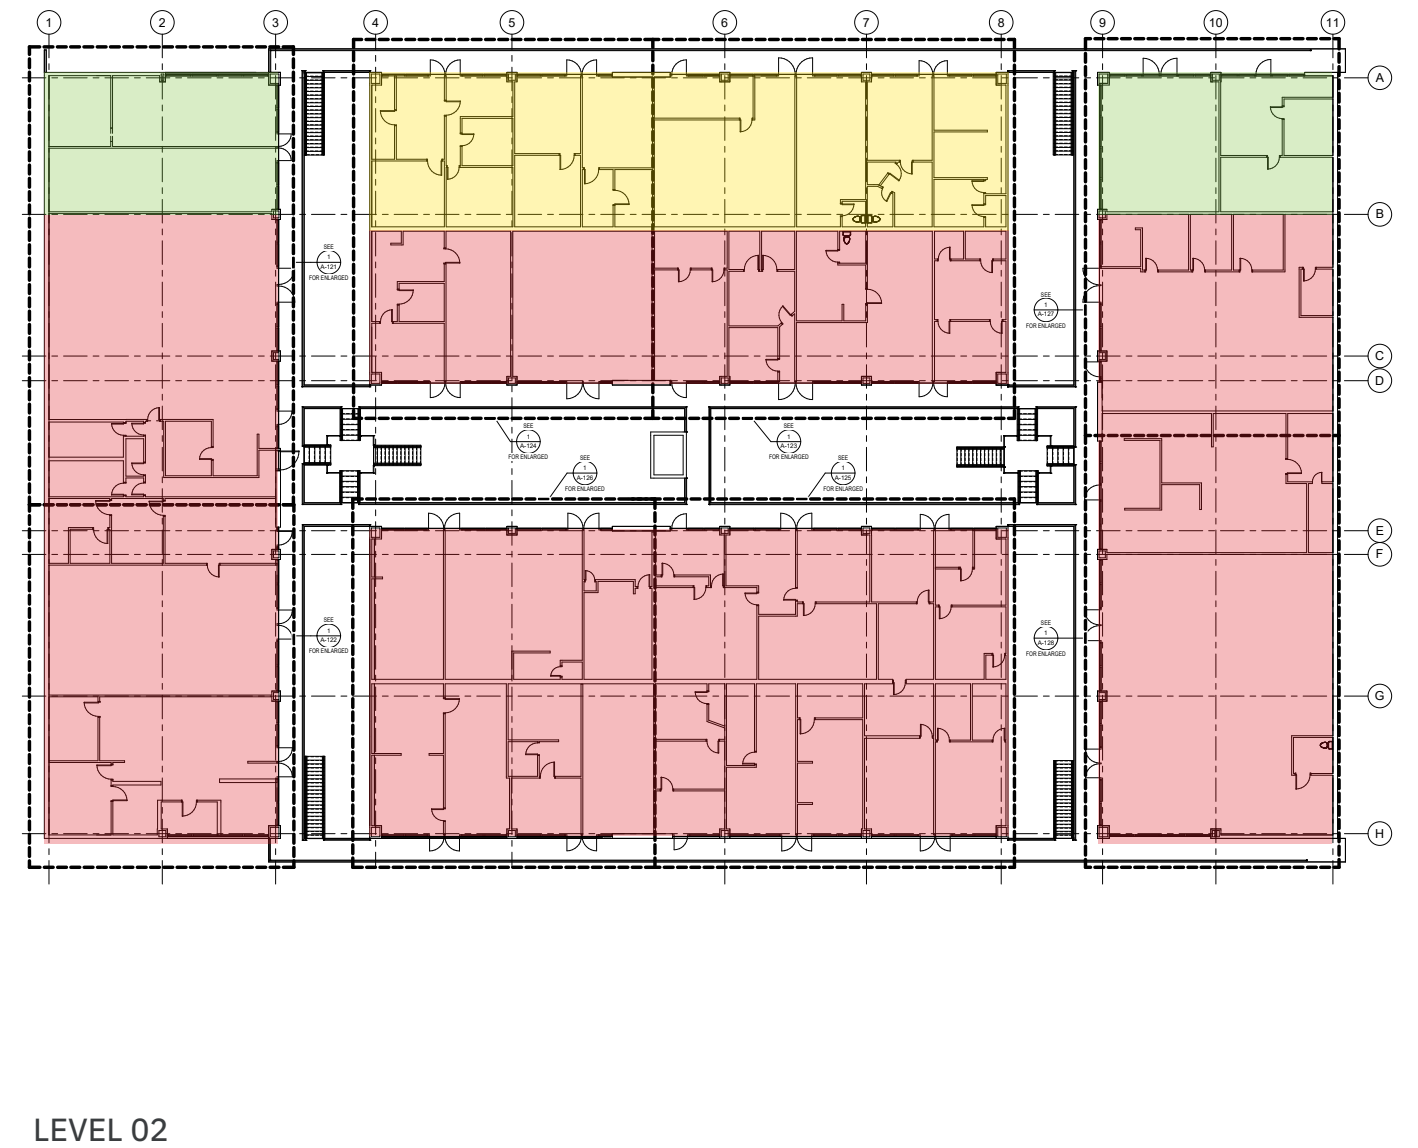 1 2 3 4 5 6 7 8 9 10 11
A
B
SEE
1
A-121
FOR ENLARGED
SEE
1
A-127
FOR ENLARGED
C
D
SEE
1
A-124
FOR ENLARGED
SEE
1
A-123
FOR ENLARGED
SEE
1
A-126
FOR ENLARGED
SEE
1
A-125
FOR ENLARGED
E
F
SEE
1
A-122
FOR ENLARGED
SEE
1
A-128
FOR ENLARGED
G
H
LEVEL 02